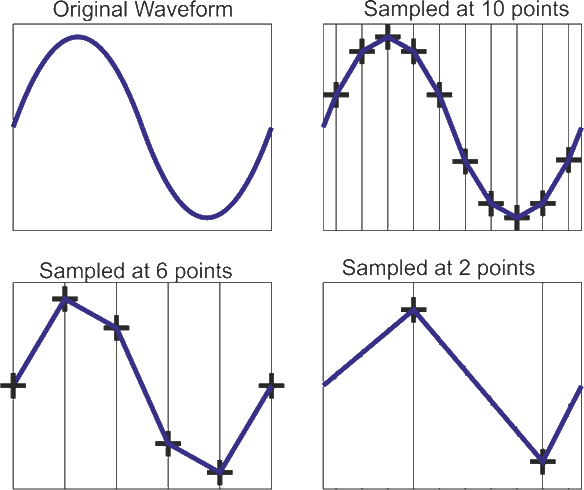 Original Waveform
Sampled at 10 points
Sampled at 6 points
Sampled at 2 points